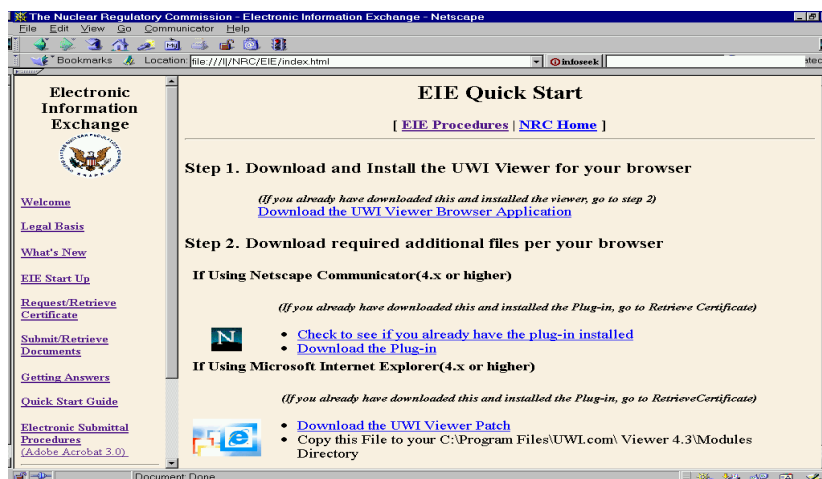 The Nuclear Regulatory Commission - Electronic Information Exchange - Netscape
File Edit View Go Communicator Help
Bookmarks Location: file:///I|/NRC/EIE/index.html infoseek
Electronic
Information
Exchange
Welcome
Legal Basis
What's New
EIE Start Up
Request/Retrieve
Certificate
Submit/Retrieve
Documents
Getting Answers
Quick Start Guide
Electronic Submittal
Procedures
(Adobe Acrobat 3.0)
EIE Quick Start
[ EIE Procedures | NRC Home ]
Step 1. Download and Install the UWI Viewer for your browser
(If you already have downloaded this and installed the viewer, go to step 2)
Download the UWI Viewer Browser Application
Step 2. Download required additional files per your browser
If Using Netscape Communicator(4.x or higher)
(If you already have downloaded this and installed the Plug-in, go to Retrieve Certificate)
N
• Check to see if you already have the plug-in installed
• Download the Plug-in
If Using Microsoft Internet Explorer(4.x or higher)
(If you already have downloaded this and installed the Plug-in, go to RetrieveCertificate)
• Download the UWI Viewer Patch
• Copy this File to your C:\Program Files\UWI.com\ Viewer 4.3\Modules
Directory
Document: Done